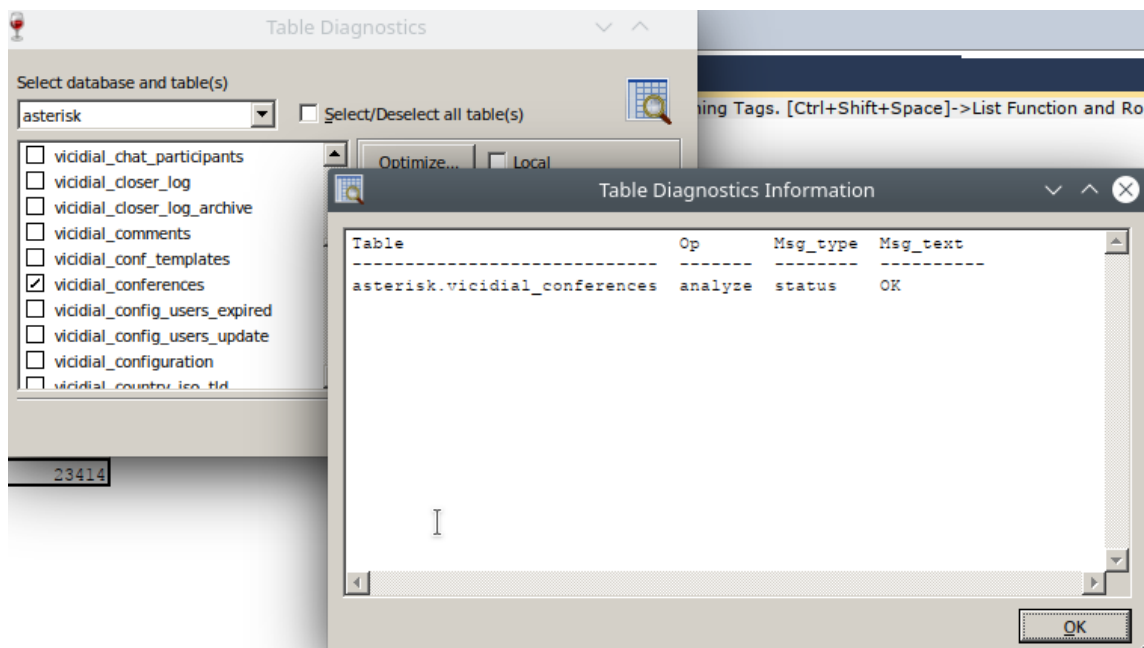 Table Diagnostics
Select database and table(s)
asterisk
Select/Deselect all table(s)
ning Tags. [Ctrl+Shift+Space]->List Function and Ro
vicidial_chat_participants
vicidial_closer_log
vicidial_closer_log_archive
vicidial_comments
vicidial_conf_templates
vicidial_conferences
vicidial_config_users_expired
vicidial_config_users_update
vicidial_configuration
vicidial_country_iso_tld
Optimize... Local
23414
Table Diagnostics Information
Table Op Msg_type Msg_text
------------------------------ ------- -------- ----------
asterisk.vicidial_conferences analyze status OK
OK